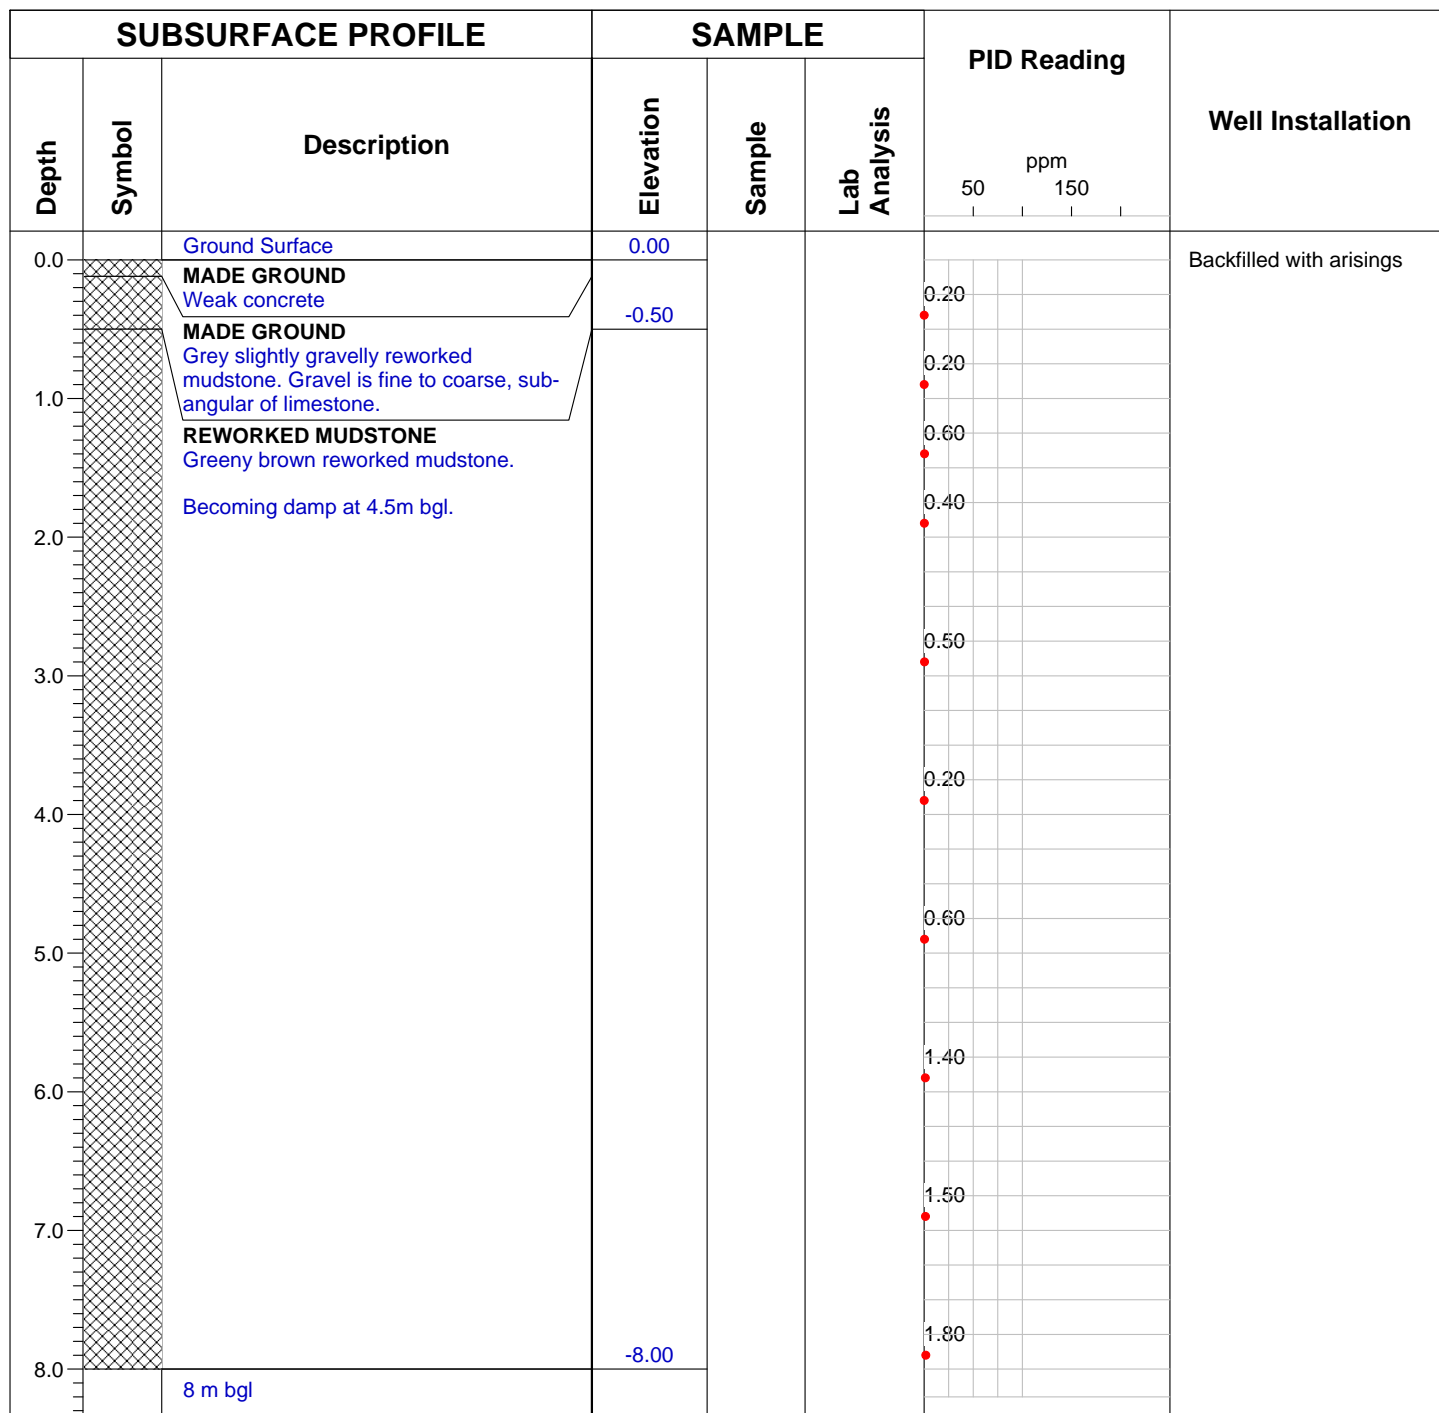 SUBSURFACE PROFILE
SAMPLE
PID Reading
Well Installation
Depth
Symbol
Description
Elevation
Sample
Lab
Analysis
ppm
50 150
Ground Surface
0.00
0.0
MADE GROUND
Weak concrete
-0.50
MADE GROUND
Grey slightly gravelly reworked
mudstone. Gravel is fine to coarse, sub-
angular of limestone.
1.0
REWORKED MUDSTONE
Greeny brown reworked mudstone.
Becoming damp at 4.5m bgl.
2.0
3.0
4.0
5.0
6.0
7.0
8.0
-8.00
8 m bgl
0.20
0.20
0.60
0.40
0.50
0.20
0.60
1.40
1.50
1.80
Backfilled with arisings